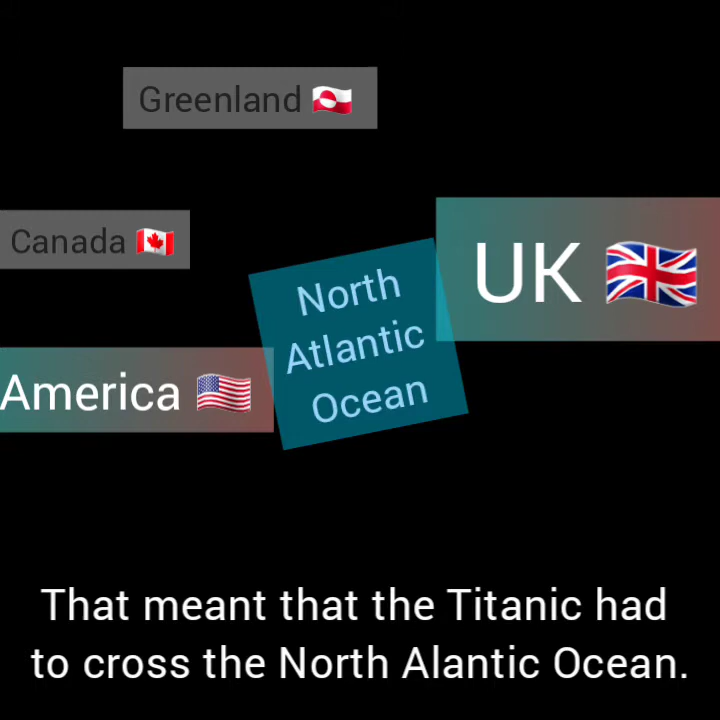 Greenland 🇬🇱
Canada 🇨🇦
UK 🇬🇧
North
Atlantic
Ocean
America 🇺🇸
That meant that the Titanic had
to cross the North Alantic Ocean.